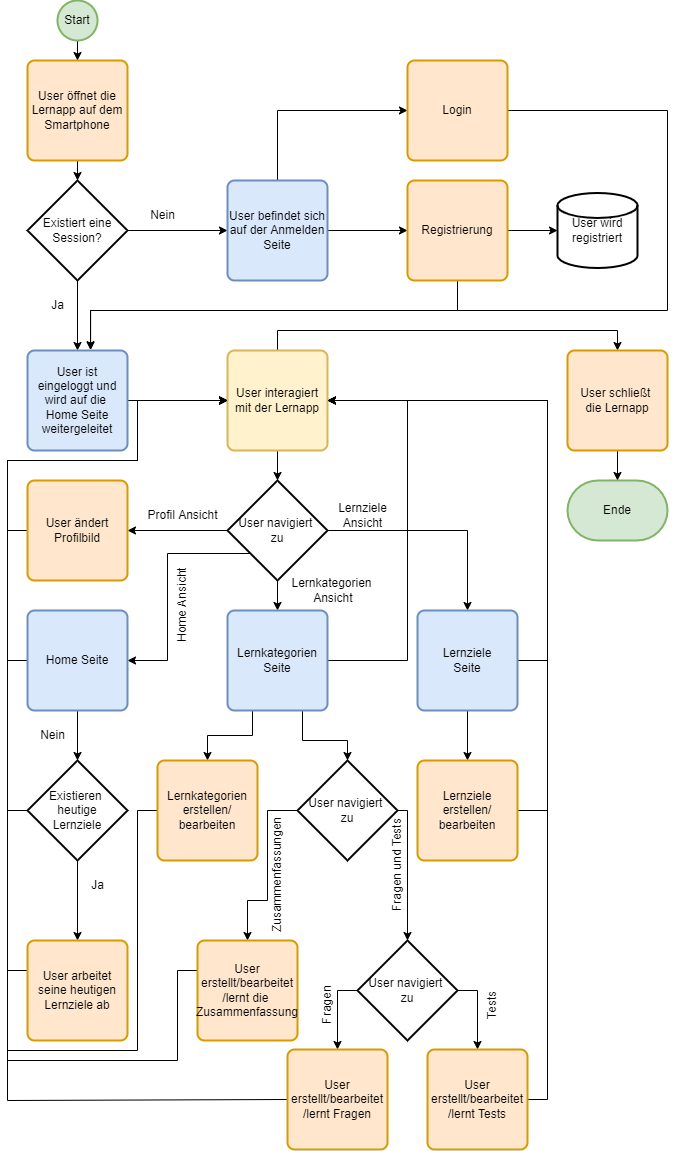 Start
User öffnet die
Lernapp auf dem
Smartphone
Login
Existiert eine
Session?
Nein
User befindet sich
auf der Anmelden
Seite
Registrierung
User wird
registriert
Ja
User ist
eingeloggt und
wird auf die
Home Seite
weitergeleitet
User interagiert
mit der Lernapp
User schließt
die Lernapp
Ende
User ändert
Profilbild
Profil Ansicht
User navigiert
zu
Lernziele
Ansicht
Home Ansicht
Lernkategorien
Ansicht
Home Seite
Lernkategorien
Seite
Lernziele
Seite
Nein
Existieren
heutige
Lernziele
Lernkategorien
erstellen/
bearbeiten
User navigiert
zu
Lernziele
erstellen/
bearbeiten
Zusammenfassungen
Fragen und Tests
Ja
User arbeitet
seine heutigen
Lernziele ab
User
erstellt/bearbeitet
/lernt die
Zusammenfassung
User navigiert
zu
Fragen
Tests
User
erstellt/bearbeitet
/lernt Fragen
User
erstellt/bearbeitet
/lernt Tests